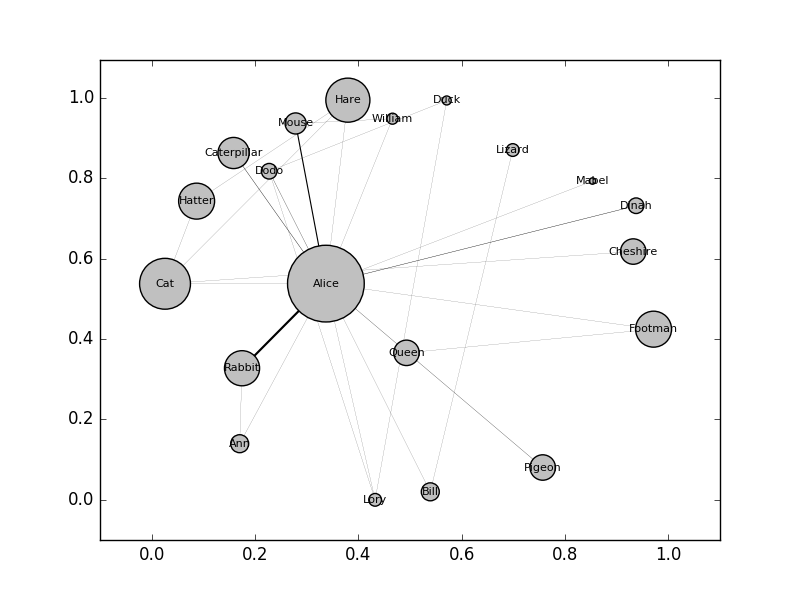 1.0
0.8
0.6
0.4
0.2
0.0
Hare
Duck
Mouse
William
Caterpillar
Lizard
Dodo
Mabel
Hatter
Dinah
Cheshire
Cat
Alice
Footman
Queen
Rabbit
Ann
Pigeon
Lory
Bill
0.0 0.2 0.4 0.6 0.8 1.0